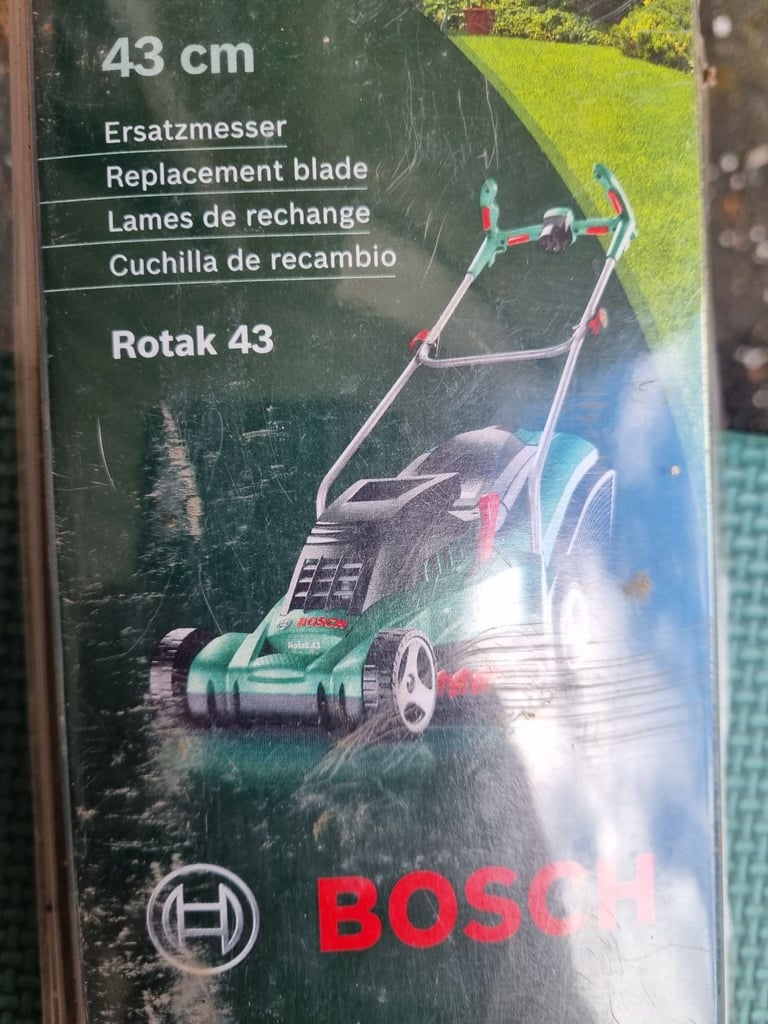 43 cm
Ersatzmesser
Replacement blade
Lames de rechange
Cuchilla de recambio
Rotak 43
BOSCH
Rotak 43
BOSCH